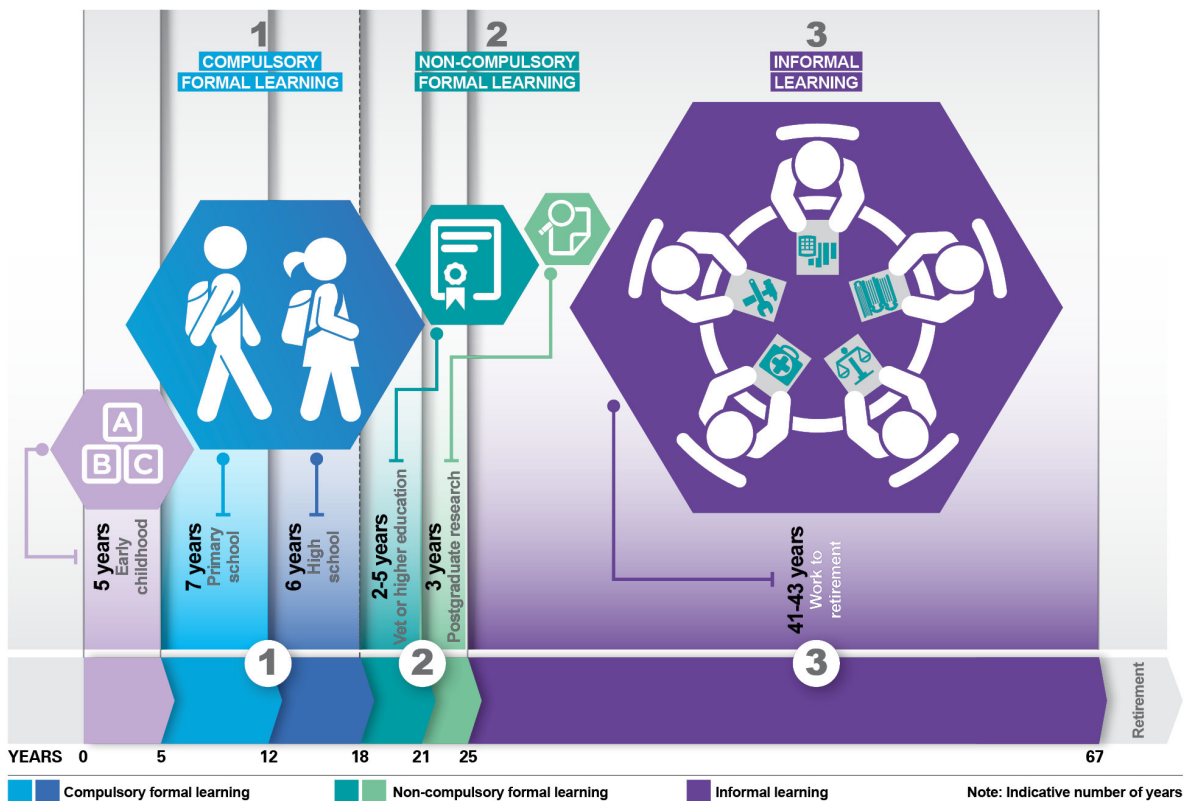 1
COMPULSORY
FORMAL LEARNING
2
NON-COMPULSORY
FORMAL LEARNING
3
INFORMAL
LEARNING
A
B C
5 years
Early
childhood
7 years
Primary
school
6 years
High
school
2-5 years
Vet or higher education
3 years
Postgraduate research
41-43 years
Work to
retirement
1
2
3
Retirement
YEARS 0 5 12 18 21 25 67
Compulsory formal learning
Non-compulsory formal learning
Informal learning
Note: Indicative number of years